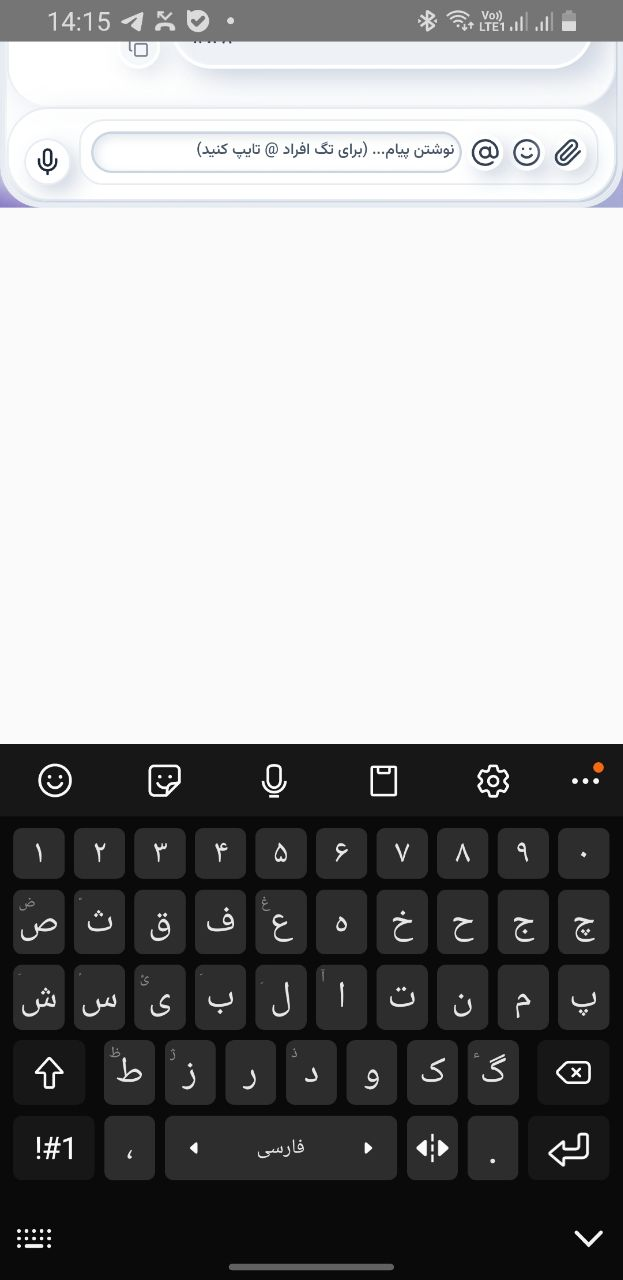 14:15
Vo)) LTE1
نوشتن پیام... (برای تگ افراد @ تایپ کنید)
۱ ۲ ۳ ۴ ۵ ۶ ۷ ۸ ۹ ۰
ض ص ث ق ف غ ع ه خ ح ج چ
ش س ئ ی ب ل آ ا ت ن م پ
ظ ط ژ ز ر ذ د و ک ء گ
!#1 ، فارسی .